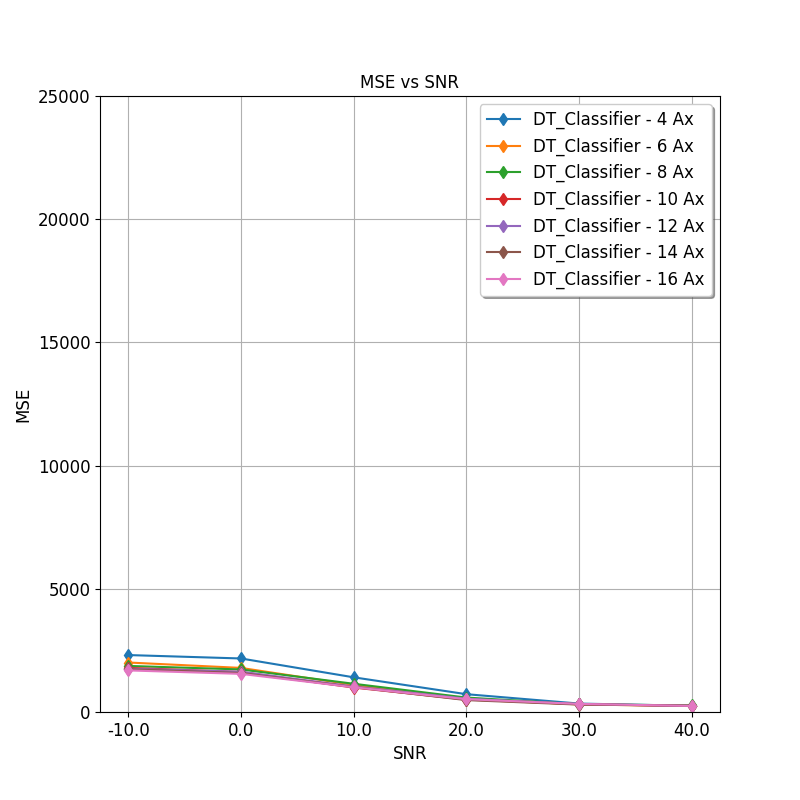 MSE vs SNR
25000
20000
15000
10000
5000
0
MSE
DT_Classifier - 4 Ax
DT_Classifier - 6 Ax
DT_Classifier - 8 Ax
DT_Classifier - 10 Ax
DT_Classifier - 12 Ax
DT_Classifier - 14 Ax
DT_Classifier - 16 Ax
-10.0 0.0 10.0 20.0 30.0 40.0
SNR